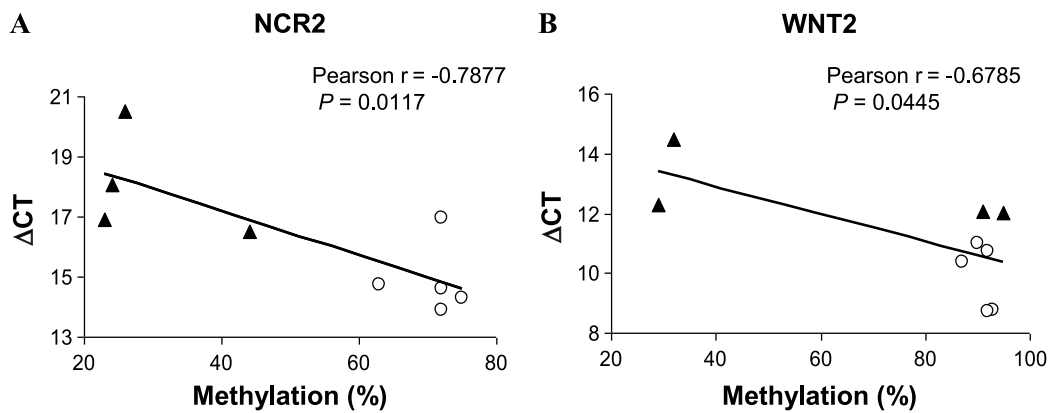 A
NCR2
Pearson r = -0.7877
P = 0.0117
21
19
17
15
13
ΔCT
20
40
60
80
Methylation (%)
B
WNT2
Pearson r = -0.6785
P = 0.0445
16
14
12
10
8
ΔCT
20
40
60
80
100
Methylation (%)